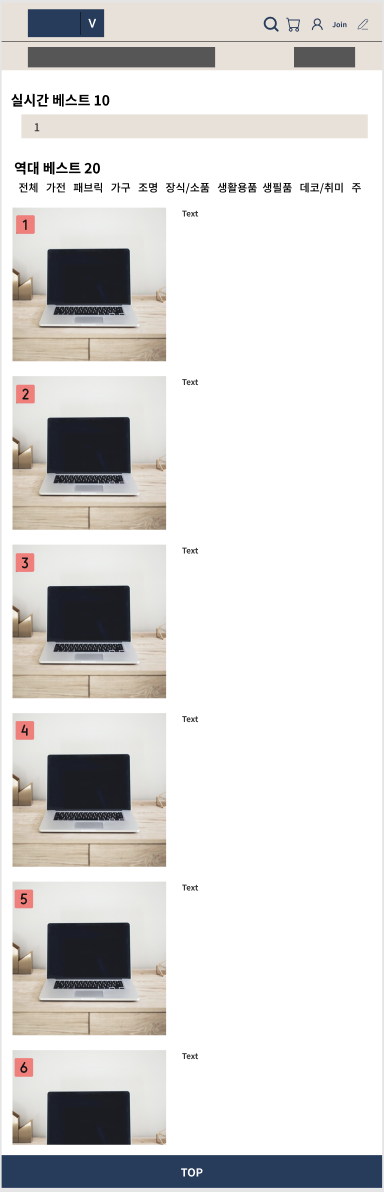 V
Join
실시간 베스트 10
1
역대 베스트 20
전체 가전 패브릭 가구 조명 장식/소품 생활용품 생필품 데코/취미 주
1
Text
2
Text
3
Text
4
Text
5
Text
6
Text
TOP